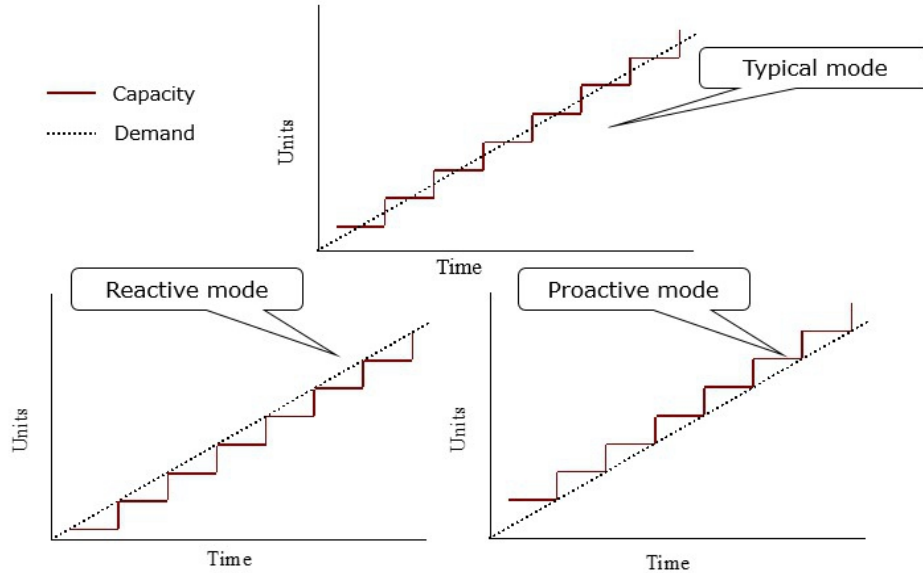 Capacity
Demand
Units
Typical mode
Time
Reactive mode
Units
Time
Proactive mode
Units
Time